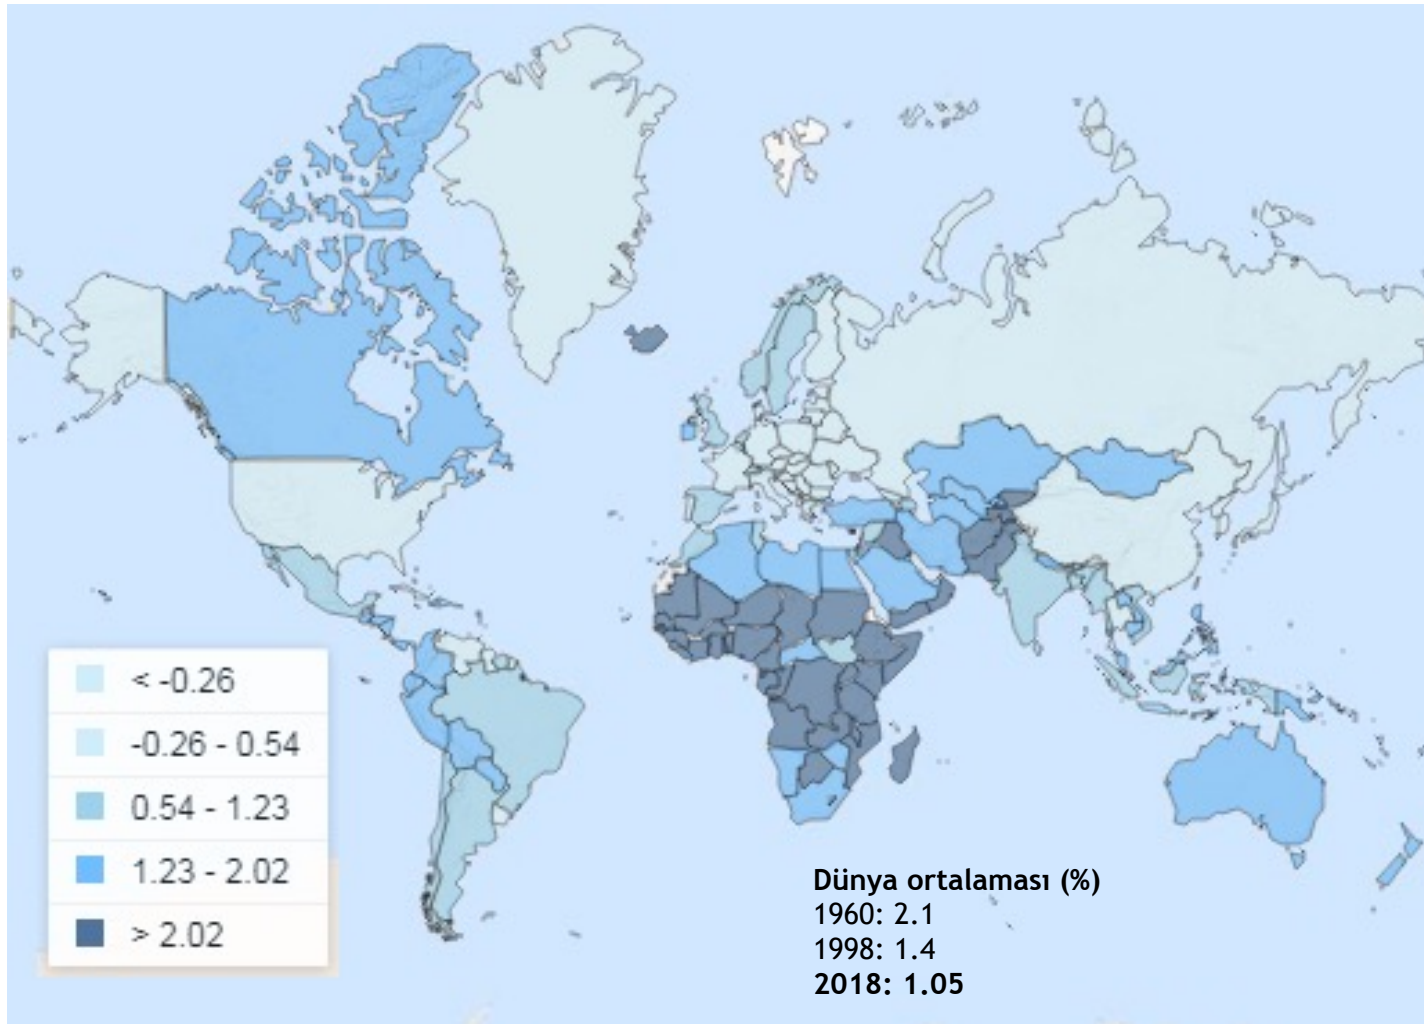 < -0.26
-0.26 - 0.54
0.54 - 1.23
1.23 - 2.02
> 2.02
Dünya ortalaması (%)
1960: 2.1
1998: 1.4
2018: 1.05